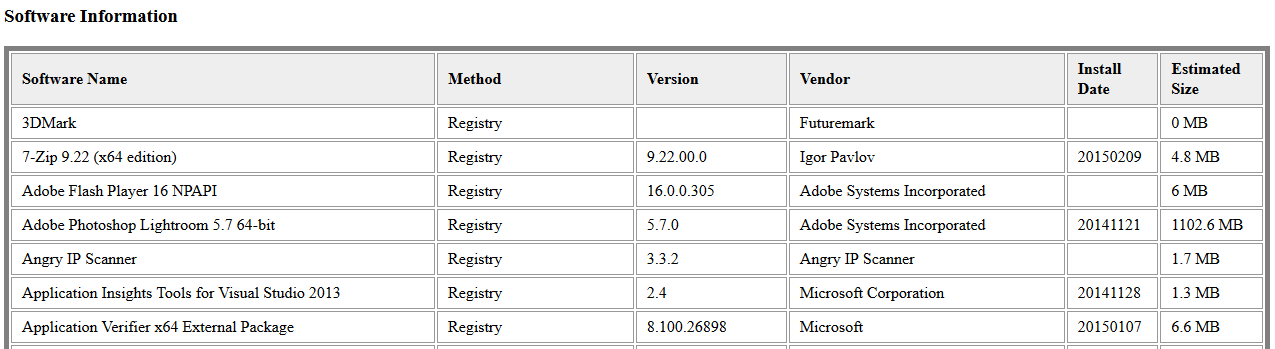 Software Information
Software Name Method Version Vendor Install Date Estimated Size
3DMark Registry Futuremark 0 MB
7-Zip 9.22 (x64 edition) Registry 9.22.00.0 Igor Pavlov 20150209 4.8 MB
Adobe Flash Player 16 NPAPI Registry 16.0.0.305 Adobe Systems Incorporated 6 MB
Adobe Photoshop Lightroom 5.7 64-bit Registry 5.7.0 Adobe Systems Incorporated 20141121 1102.6 MB
Angry IP Scanner Registry 3.3.2 Angry IP Scanner 1.7 MB
Application Insights Tools for Visual Studio 2013 Registry 2.4 Microsoft Corporation 20141128 1.3 MB
Application Verifier x64 External Package Registry 8.100.26898 Microsoft 20150107 6.6 MB